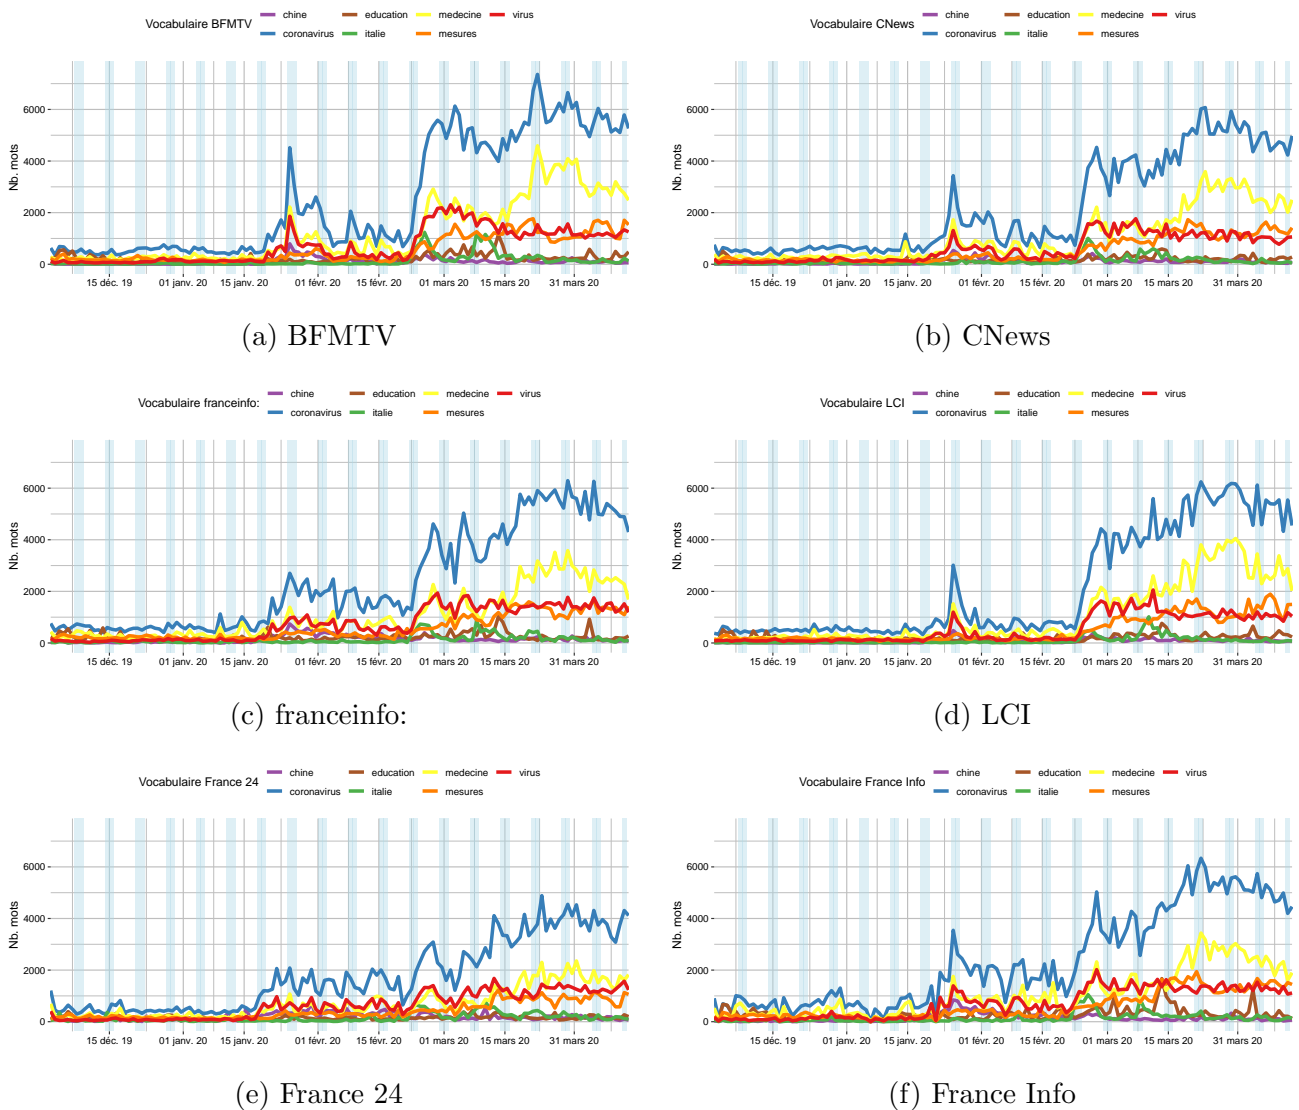 Vocabulaire BFMTV
chine education medecine virus
coronavirus italie mesures
Nb. mots
6000
4000
2000
0
15 déc. 19 01 janv. 20 15 janv. 20 01 févr. 20 15 févr. 20 01 mars 20 15 mars 20 31 mars 20
(a) BFMTV
Vocabulaire CNews
chine education medecine virus
coronavirus italie mesures
Nb. mots
6000
4000
2000
0
15 déc. 19 01 janv. 20 15 janv. 20 01 févr. 20 15 févr. 20 01 mars 20 15 mars 20 31 mars 20
(b) CNews
Vocabulaire franceinfo:
chine education medecine virus
coronavirus italie mesures
Nb. mots
6000
4000
2000
0
15 déc. 19 01 janv. 20 15 janv. 20 01 févr. 20 15 févr. 20 01 mars 20 15 mars 20 31 mars 20
(c) franceinfo:
Vocabulaire LCI
chine education medecine virus
coronavirus italie mesures
Nb. mots
6000
4000
2000
0
15 déc. 19 01 janv. 20 15 janv. 20 01 févr. 20 15 févr. 20 01 mars 20 15 mars 20 31 mars 20
(d) LCI
Vocabulaire France 24
chine education medecine virus
coronavirus italie mesures
Nb. mots
6000
4000
2000
0
15 déc. 19 01 janv. 20 15 janv. 20 01 févr. 20 15 févr. 20 01 mars 20 15 mars 20 31 mars 20
(e) France 24
Vocabulaire France Info
chine education medecine virus
coronavirus italie mesures
Nb. mots
6000
4000
2000
0
15 déc. 19 01 janv. 20 15 janv. 20 01 févr. 20 15 févr. 20 01 mars 20 15 mars 20 31 mars 20
(f) France Info